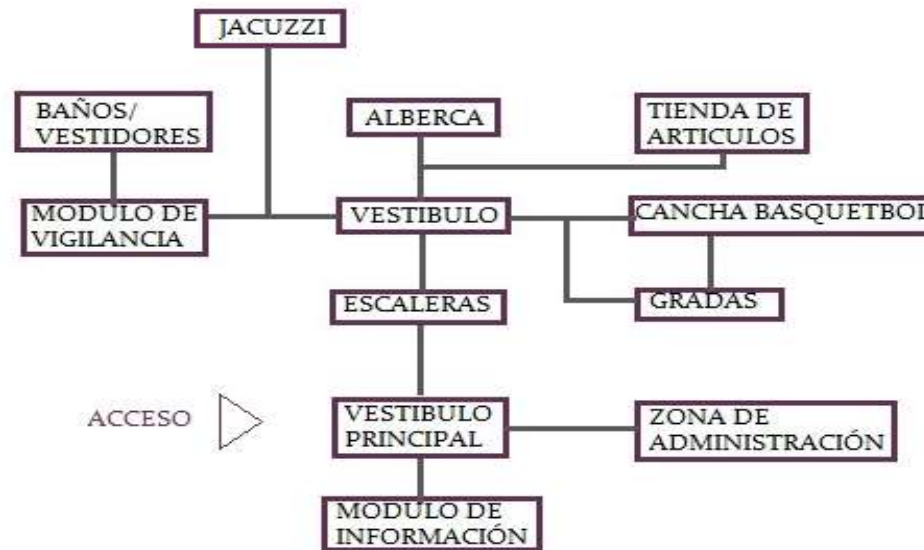 JACUZZI
BAÑOS/
VESTIDORES
ALBERCA
TIENDA DE
ARTICULOS
MODULO DE
VIGILANCIA
VESTIBULO
CANCHA BASQUETBOL
ESCALERAS
GRADAS
ACCESO
VESTIBULO
PRINCIPAL
ZONA DE
ADMINISTRACIÓN
MODULO DE
INFORMACIÓN